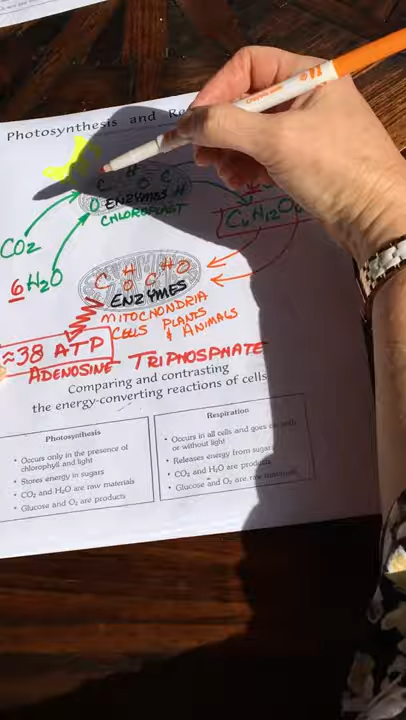 Photosynthesis and
C H O C H
O ENZYMES
CHLOROPLAST
C6H12O6
CO2
6H2O
C H O C H O
ENZYMES
MITOCHONDRIA
CELLS PLANTS
& ANIMALS
≈38 ATP
ADENOSINE TRIPHOSPHATE
Comparing and contrasting
the energy-converting reactions of cells
Photosynthesis
• Occurs only in the presence of
chlorophyll and light
• Stores energy in sugars
• CO2 and H2O are raw materials
• Glucose and O2 are products
Respiration
• Occurs in all cells and goes on with
or without light
• Releases energy from sugars
• CO2 and H2O are products
• Glucose and O2 are raw materials